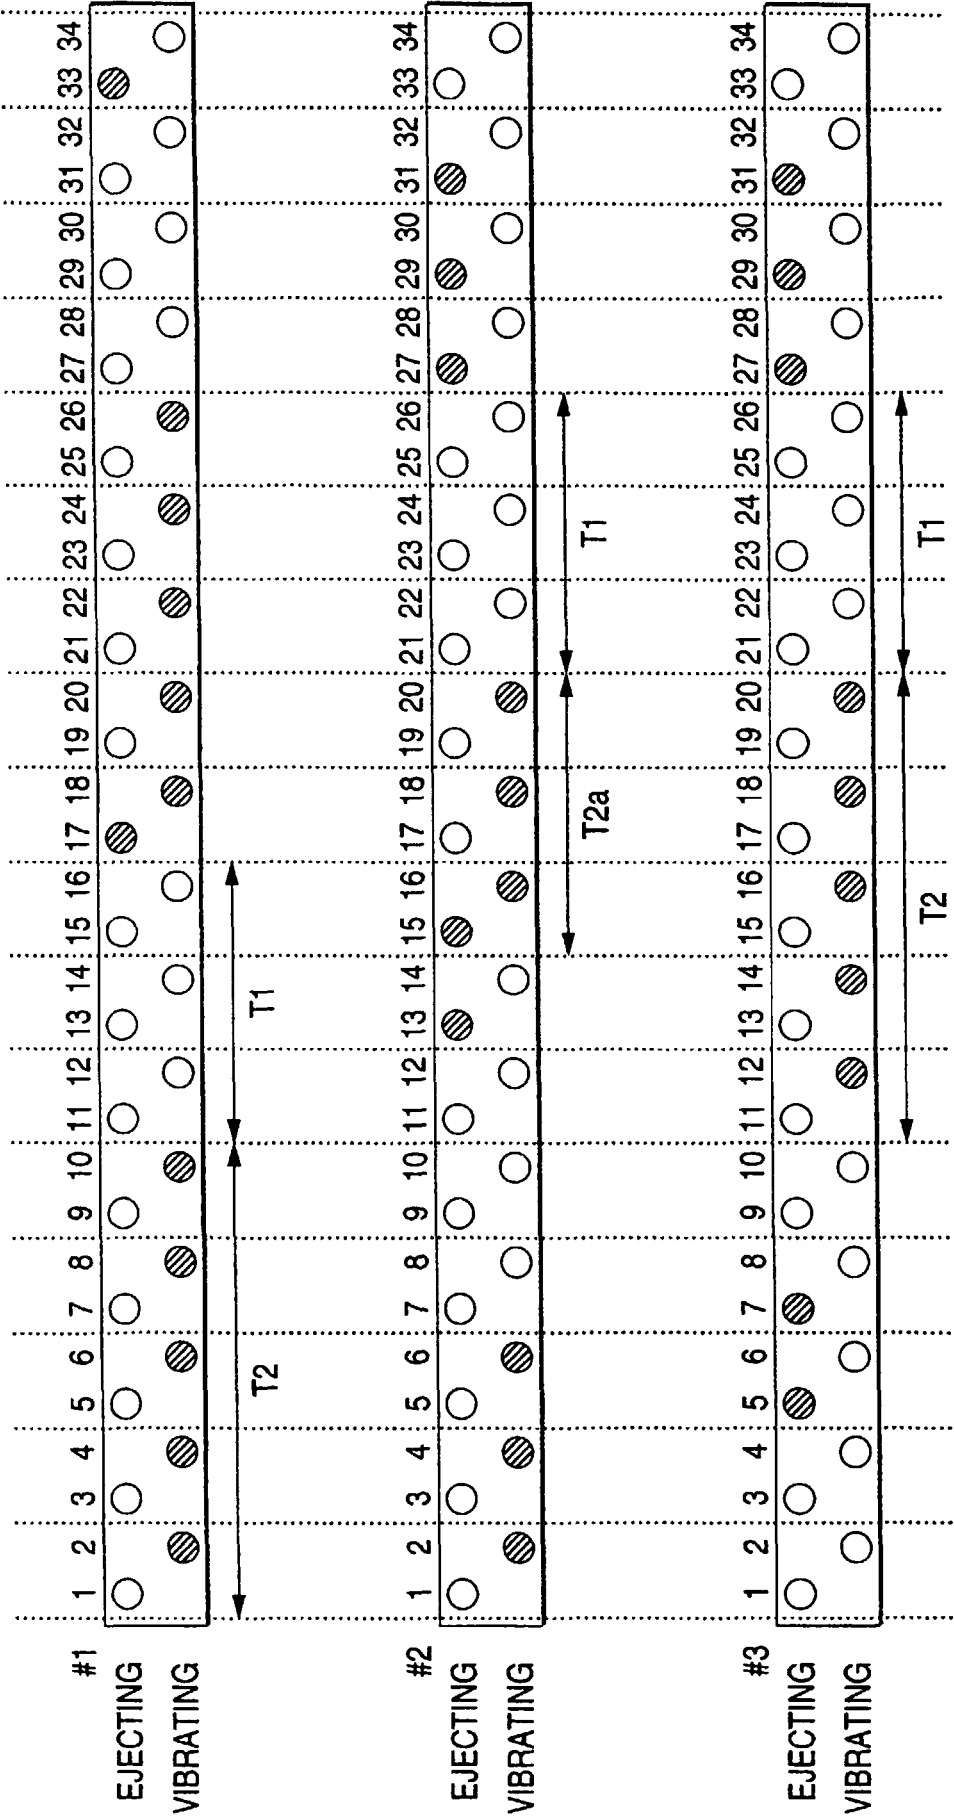 #1
1 2 3 4 5 6 7 8 9 10 11 12 13 14 15 16 17 18 19 20 21 22 23 24 25 26 27 28 29 30 31 32 33 34
EJECTING
VIBRATING
T2 T1
#2
1 2 3 4 5 6 7 8 9 10 11 12 13 14 15 16 17 18 19 20 21 22 23 24 25 26 27 28 29 30 31 32 33 34
EJECTING
VIBRATING
T2a T1
#3
1 2 3 4 5 6 7 8 9 10 11 12 13 14 15 16 17 18 19 20 21 22 23 24 25 26 27 28 29 30 31 32 33 34
EJECTING
VIBRATING
T2 T1